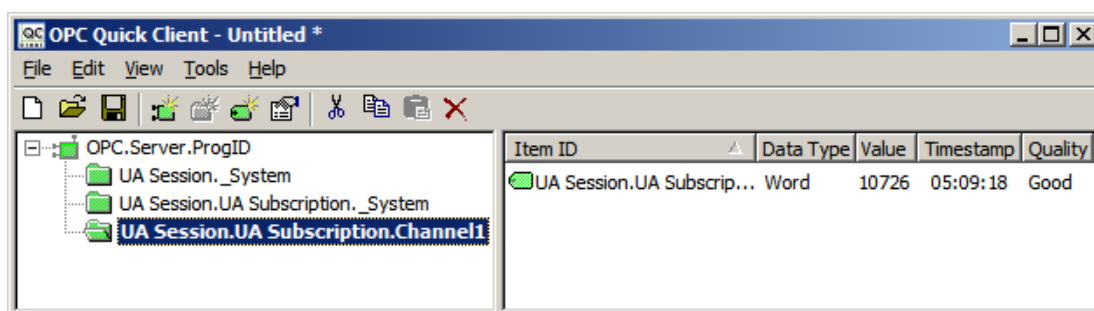 OPC Quick Client - Untitled *
File Edit View Tools Help
OPC.Server.ProgID
UA Session._System
UA Session.UA Subscription._System
UA Session.UA Subscription.Channel1
Item ID Data Type Value Timestamp Quality
UA Session.UA Subscrip... Word 10726 05:09:18 Good